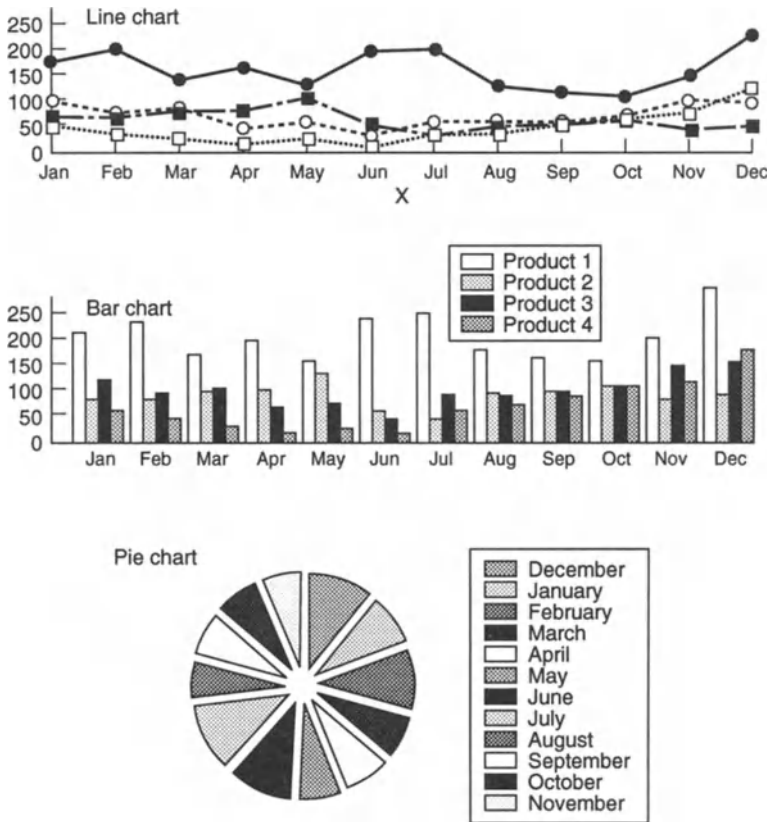 Line chart
250
200
150
100
50
0
Jan Feb Mar Apr May Jun Jul Aug Sep Oct Nov Dec
X
Product 1
Product 2
Product 3
Product 4
Bar chart
250
200
150
100
50
0
Jan Feb Mar Apr May Jun Jul Aug Sep Oct Nov Dec
Pie chart
December
January
February
March
April
May
June
July
August
September
October
November